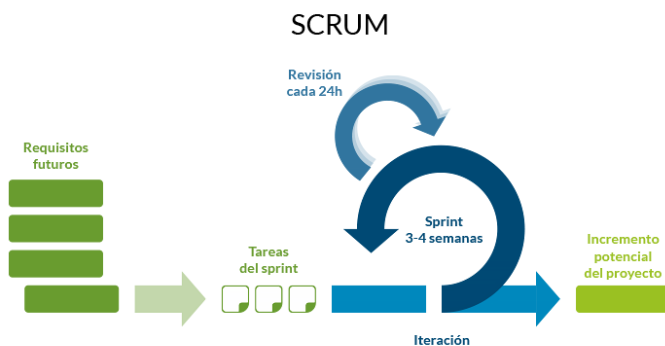 SCRUM
Revisión
cada 24h
Requisitos
futuros
Sprint
3-4 semanas
Tareas
del sprint
Incremento
potencial
del proyecto
Iteración